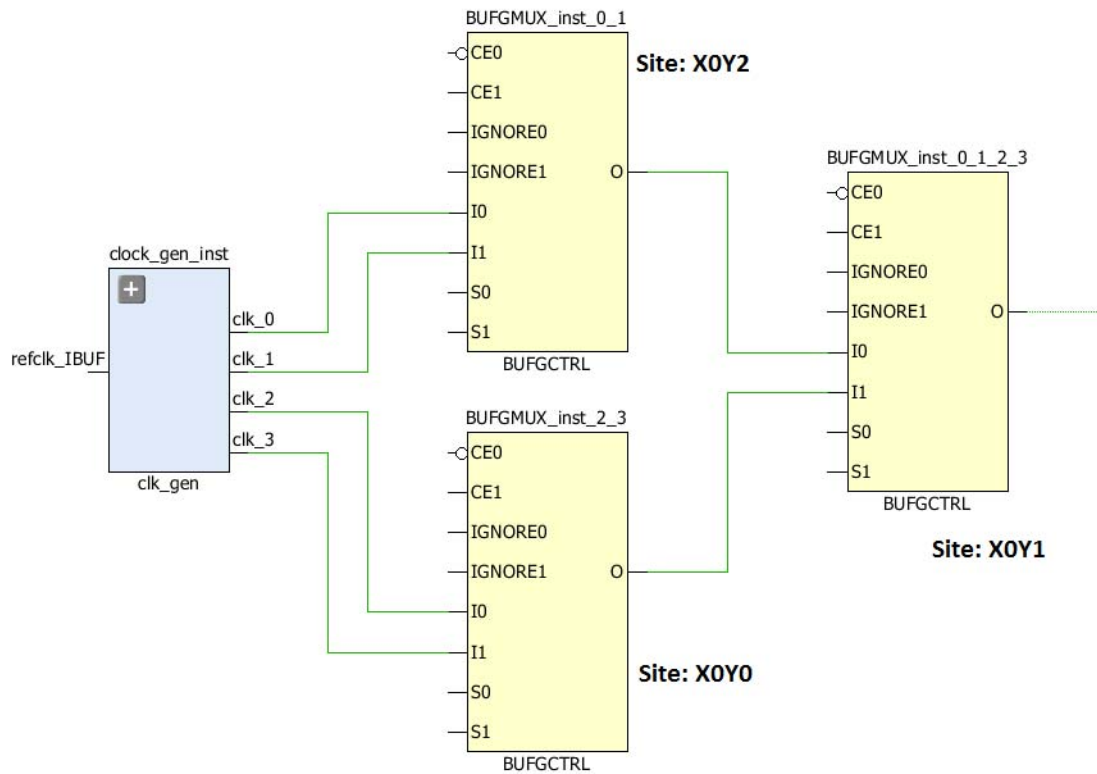 BUFGMUX_inst_0_1
CE0
CE1
IGNORE0
IGNORE1
O
I0
I1
S0
S1
BUFGCTRL
Site: X0Y2
clock_gen_inst
refclk_IBUF
clk_0
clk_1
clk_2
clk_3
clk_gen
BUFGMUX_inst_2_3
CE0
CE1
IGNORE0
IGNORE1
O
I0
I1
S0
S1
BUFGCTRL
Site: X0Y0
BUFGMUX_inst_0_1_2_3
CE0
CE1
IGNORE0
IGNORE1
O
I0
I1
S0
S1
BUFGCTRL
Site: X0Y1